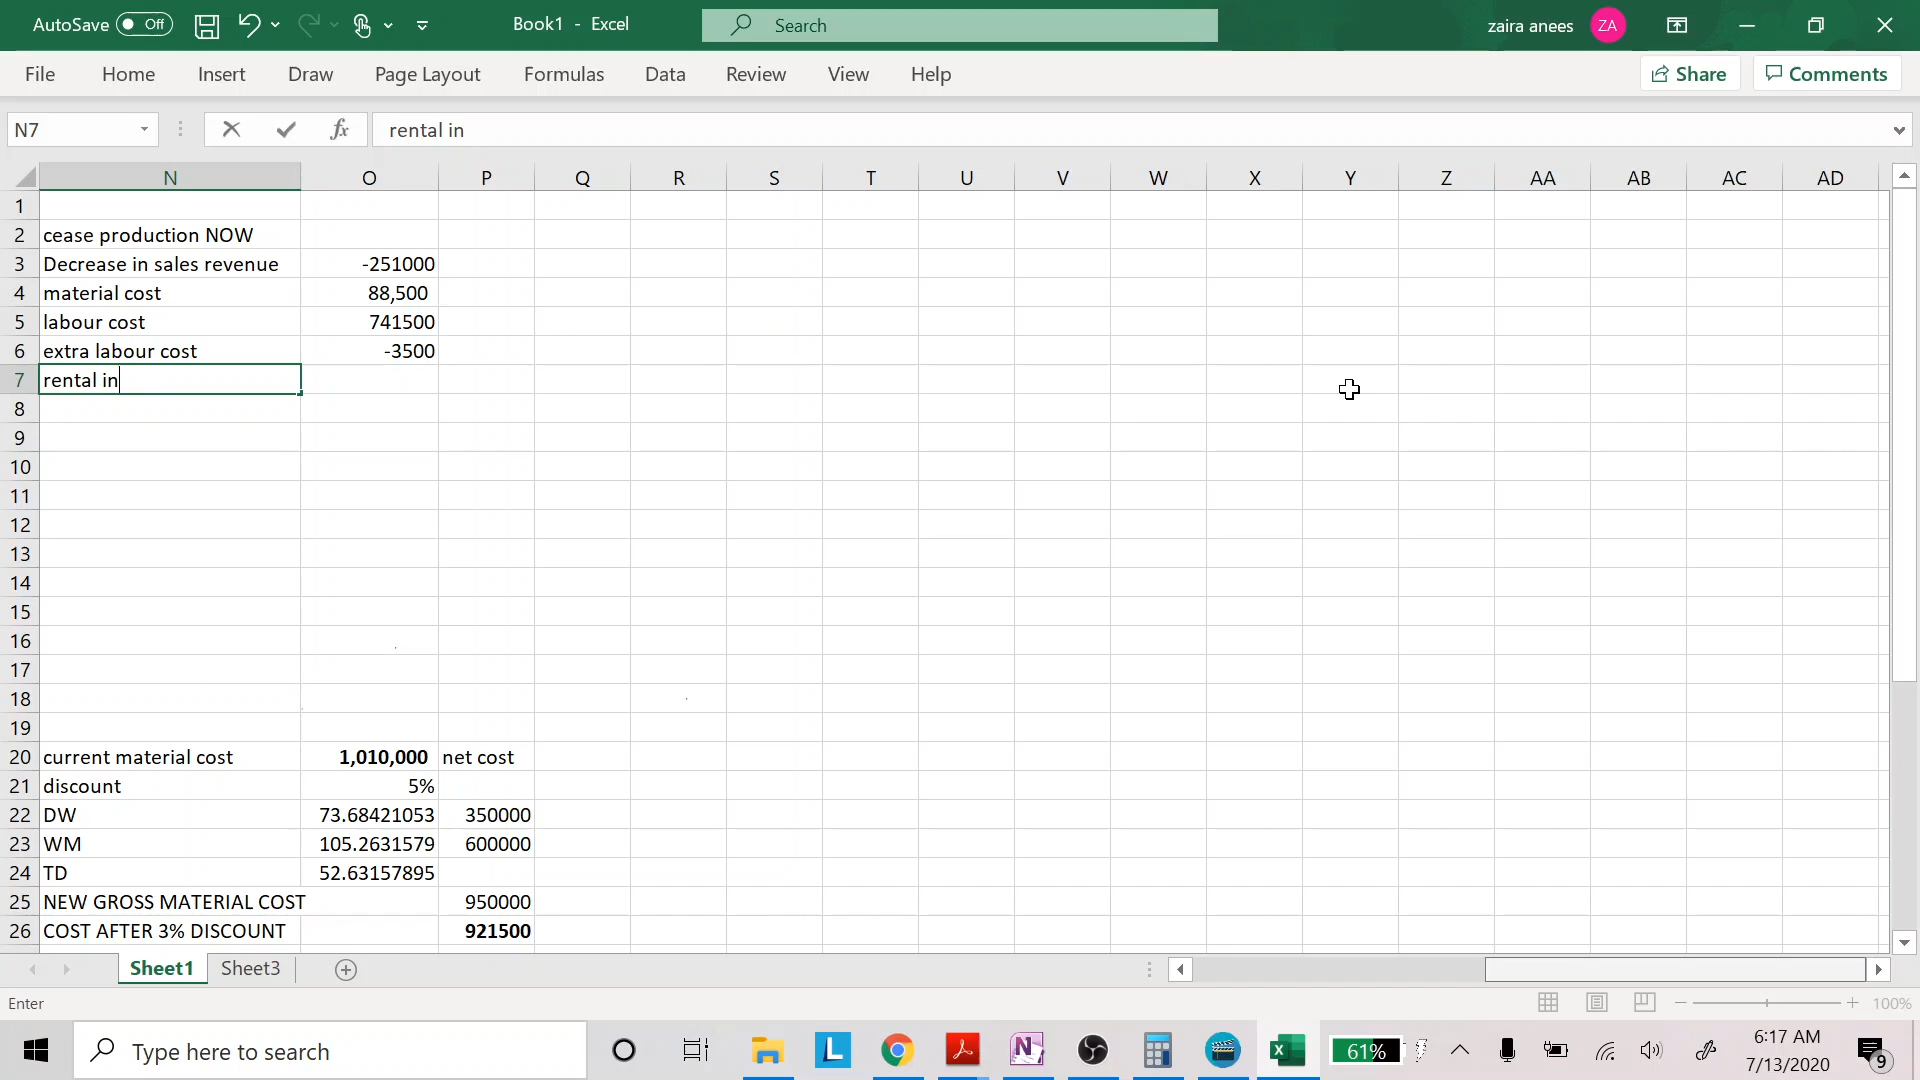 AutoSave Off Book1 - Excel Search zaira anees ZA
File Home Insert Draw Page Layout Formulas Data Review View Help Share Comments
N7 fx rental in
N O P Q R S T U V W X Y Z AA AB AC AD
1
2 cease production NOW
3 Decrease in sales revenue -251000
4 material cost 88,500
5 labour cost 741500
6 extra labour cost -3500
7 rental in
8
9
10
11
12
13
14
15
16
17
18
19
20 current material cost 1,010,000 net cost
21 discount 5%
22 DW 73.68421053 350000
23 WM 105.2631579 600000
24 TD 52.63157895
25 NEW GROSS MATERIAL COST 950000
26 COST AFTER 3% DISCOUNT 921500
Sheet1 Sheet3
Enter 100%
Type here to search L N X 61% 6:17 AM
7/13/2020 9